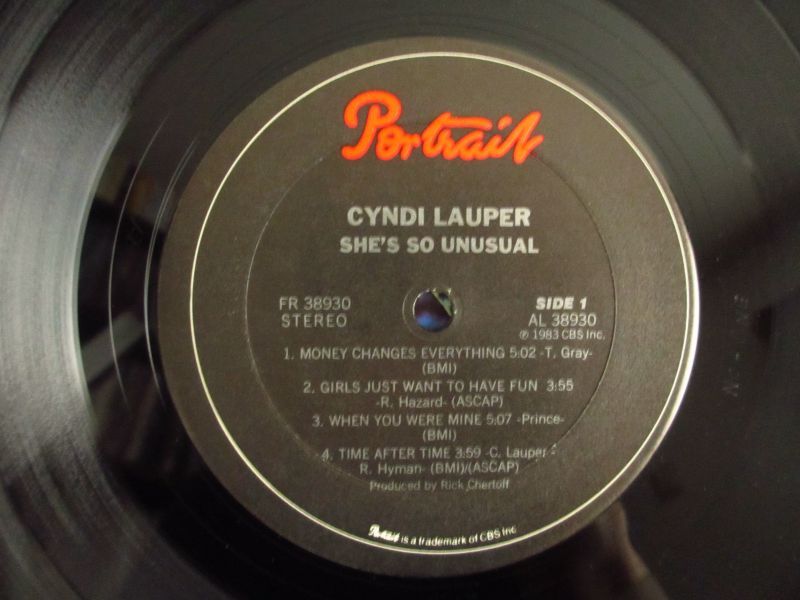 Portrait
CYNDI LAUPER
SHE'S SO UNUSUAL
FR 38930
STEREO
SIDE 1
AL 38930
℗ 1983 CBS Inc.
1. MONEY CHANGES EVERYTHING 5:02 -T. Gray-
(BMI)
2. GIRLS JUST WANT TO HAVE FUN 3:55
-R. Hazard- (ASCAP)
3. WHEN YOU WERE MINE 5:07 -Prince-
(BMI)
4. TIME AFTER TIME 3:59 -C. Lauper -
R. Hyman- (BMI)/(ASCAP)
Produced by Rick Chertoff
Portrait is a trademark of CBS Inc.